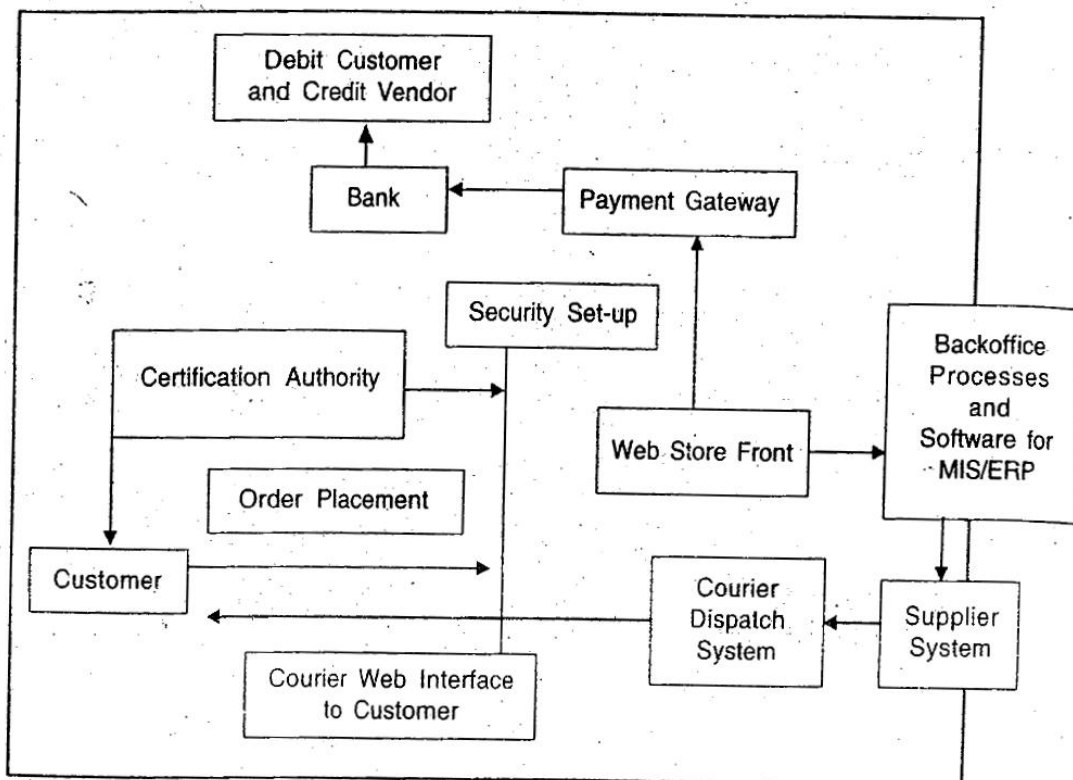 Debit Customer
and Credit Vendor
Bank
Payment Gateway
Security Set-up
Certification Authority
Backoffice
Processes
and
Software for
MIS/ERP
Web Store Front
Order Placement
Customer
Courier
Dispatch
System
Supplier
System
Courier Web Interface
to Customer